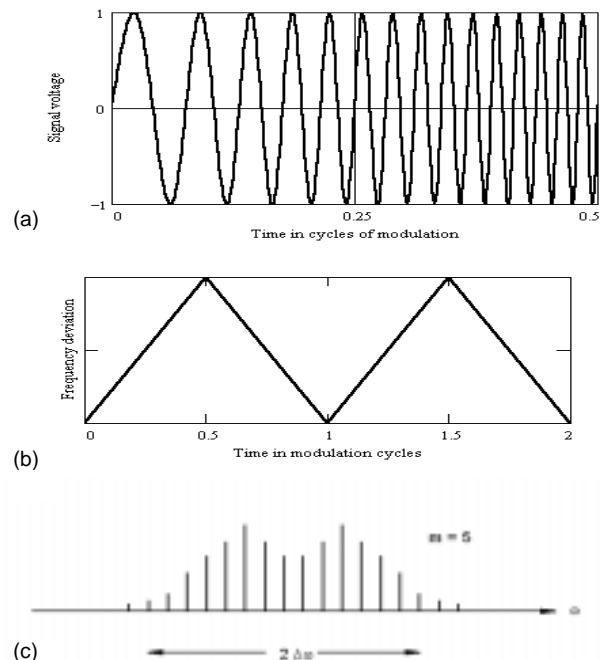 1
Signal voltage
0
−1
0
0.25
0.5
Time in cycles of modulation
(a)
Frequency deviation
0
0.5
1
1.5
2
Time in modulation cycles
(b)
m = 5
ω
2 Δω
(c)